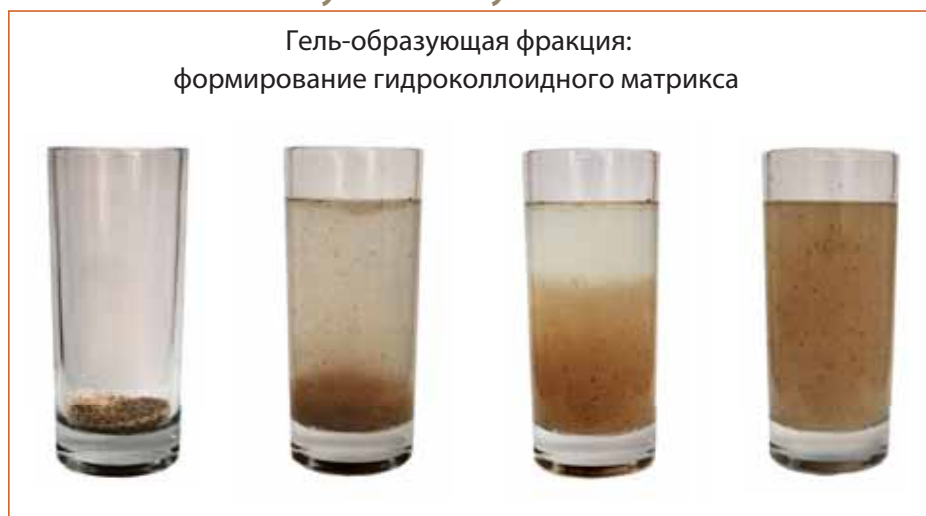 Гель-образующая фракция:
формирование гидроколлоидного матрикса